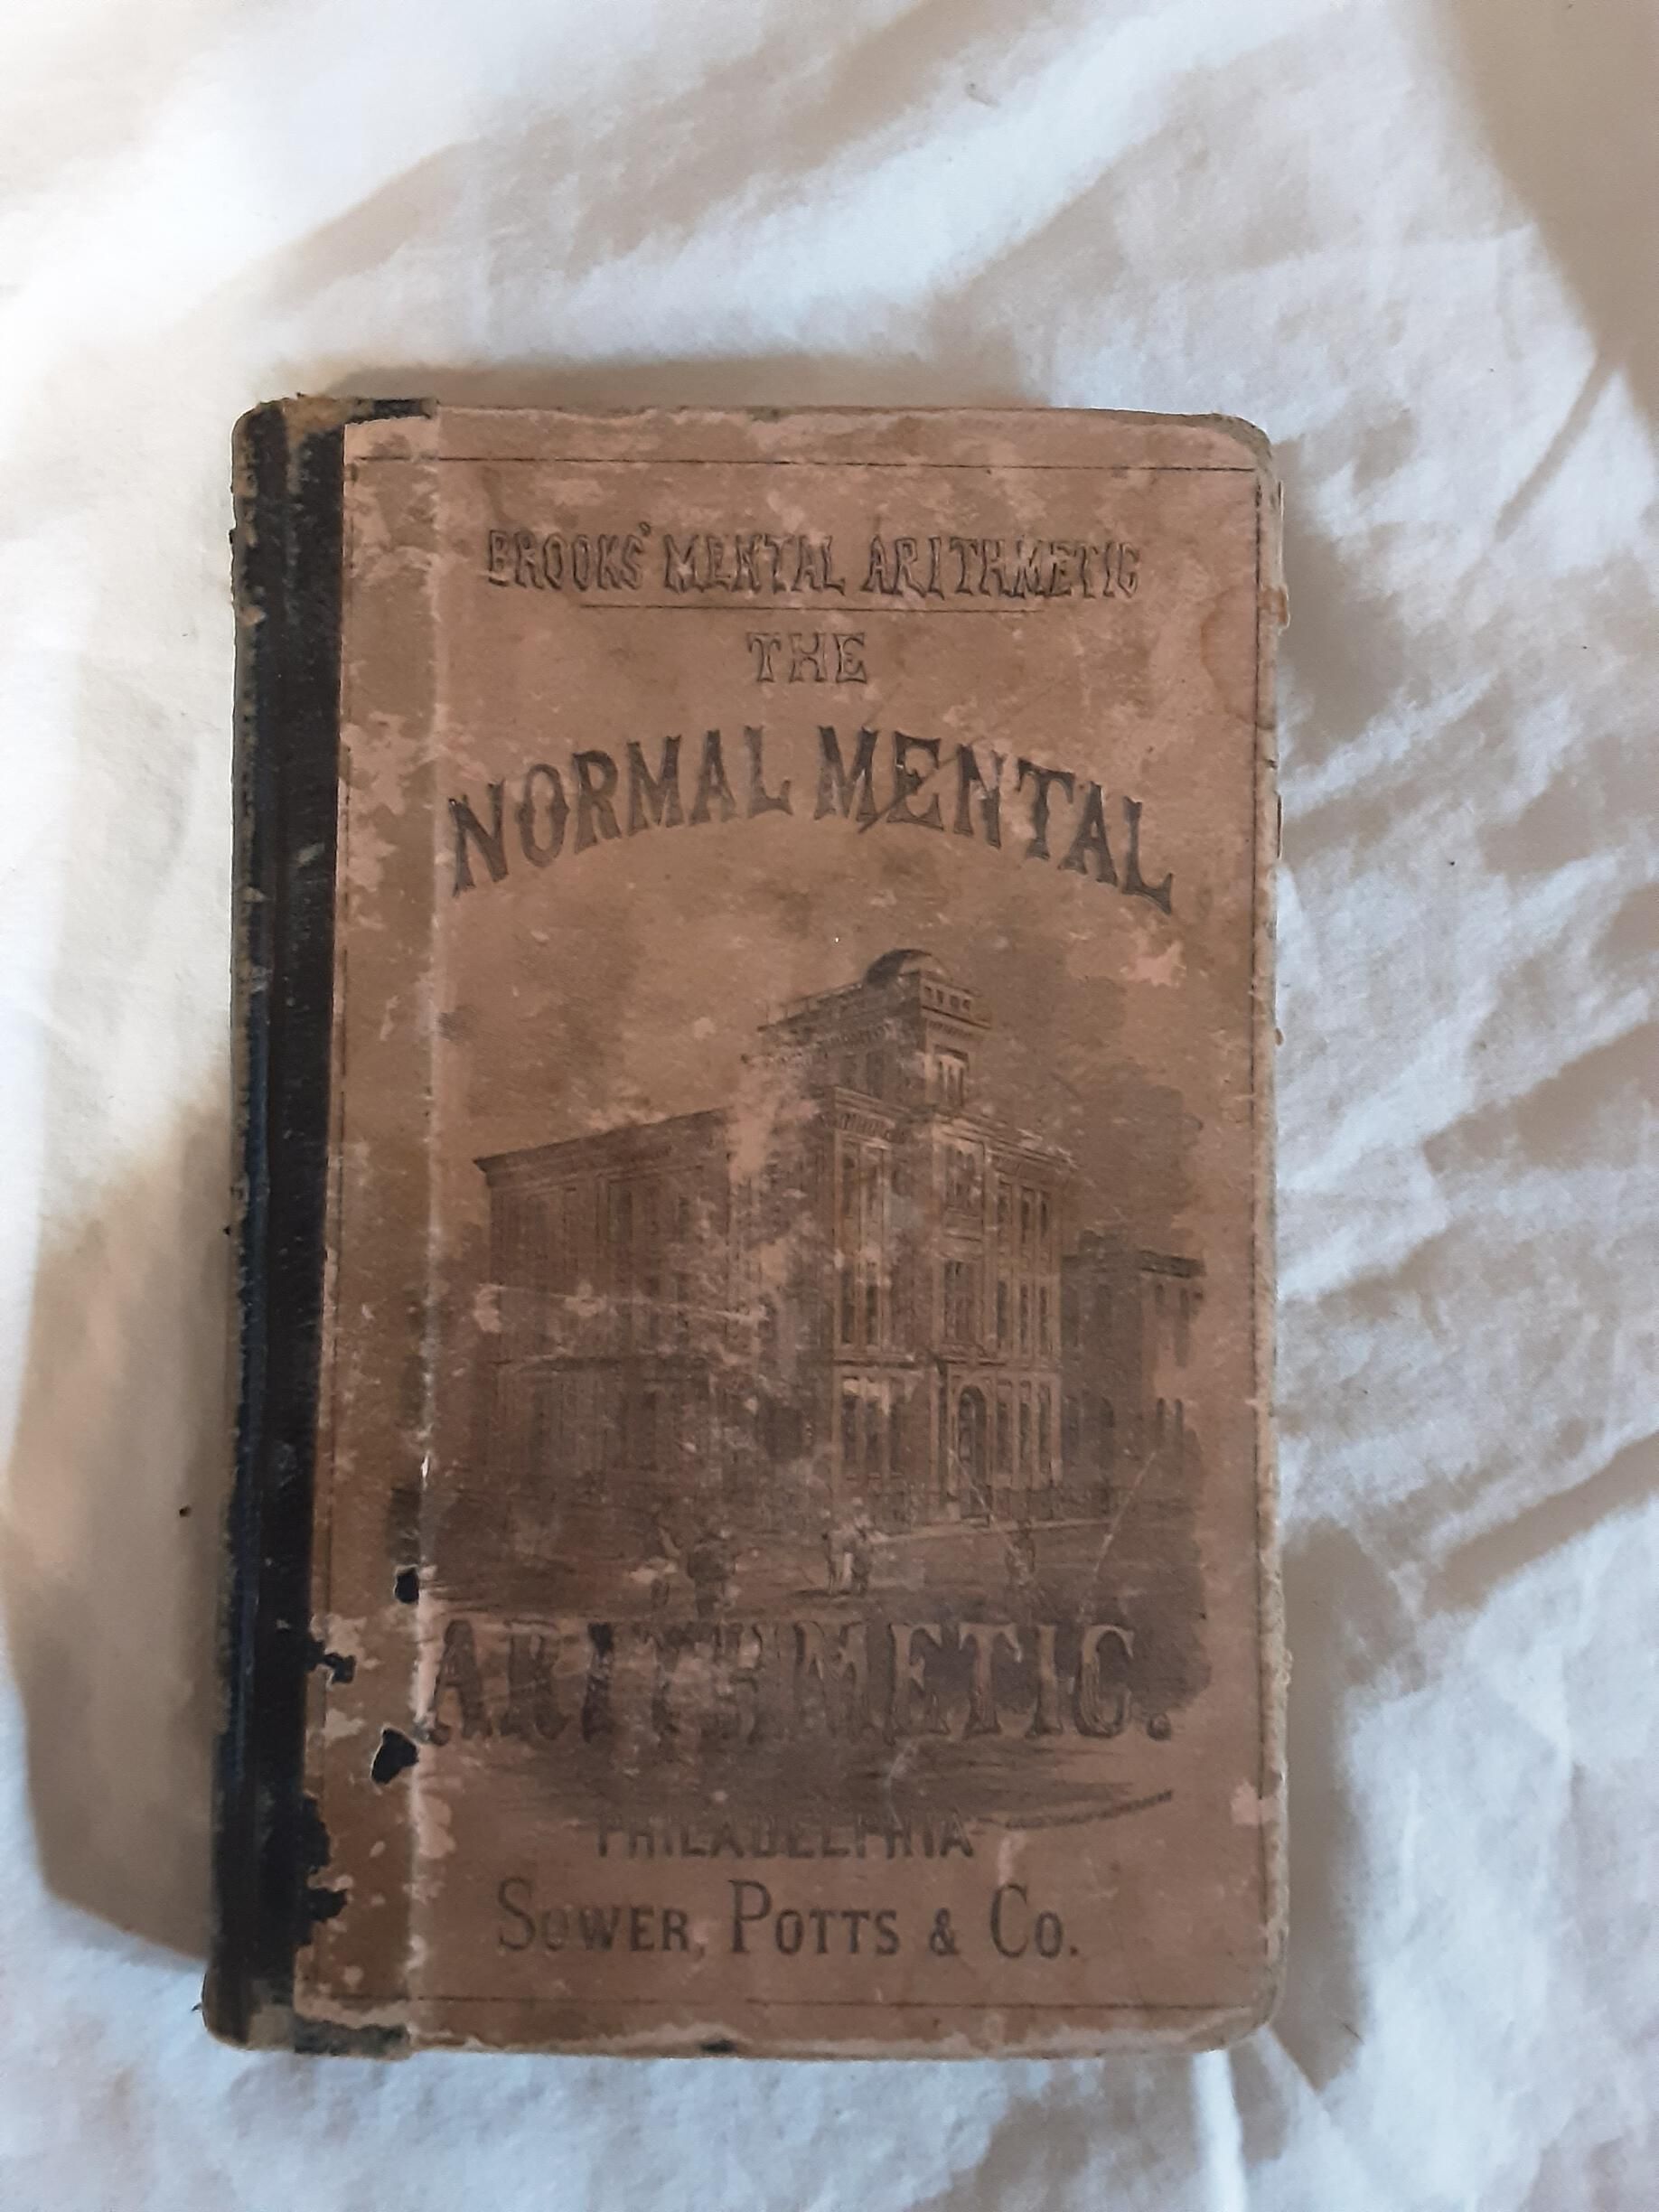 BROOKS' MENTAL ARITHMETIC
THE
NORMAL MENTAL
ARITHMETIC.
PHILADELPHIA
SOWER, POTTS & CO.